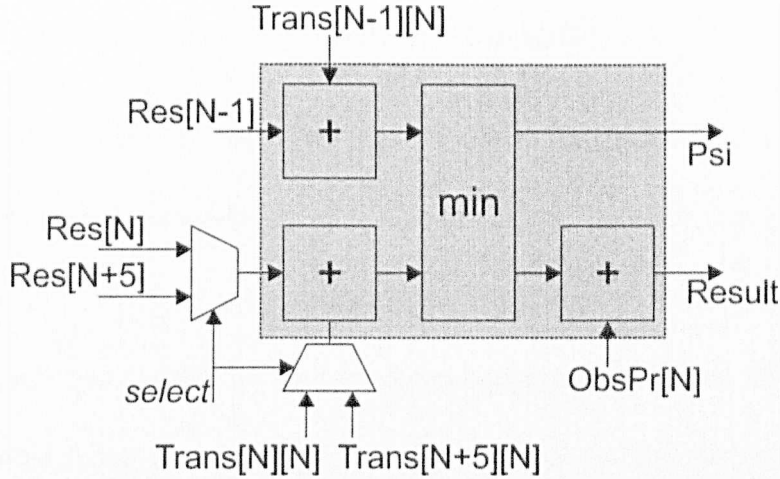 Trans[N-1][N]
Res[N-1]
+
Psi
min
Res[N]
Res[N+5]
+
+
Result
select
ObsPr[N]
Trans[N][N] Trans[N+5][N]